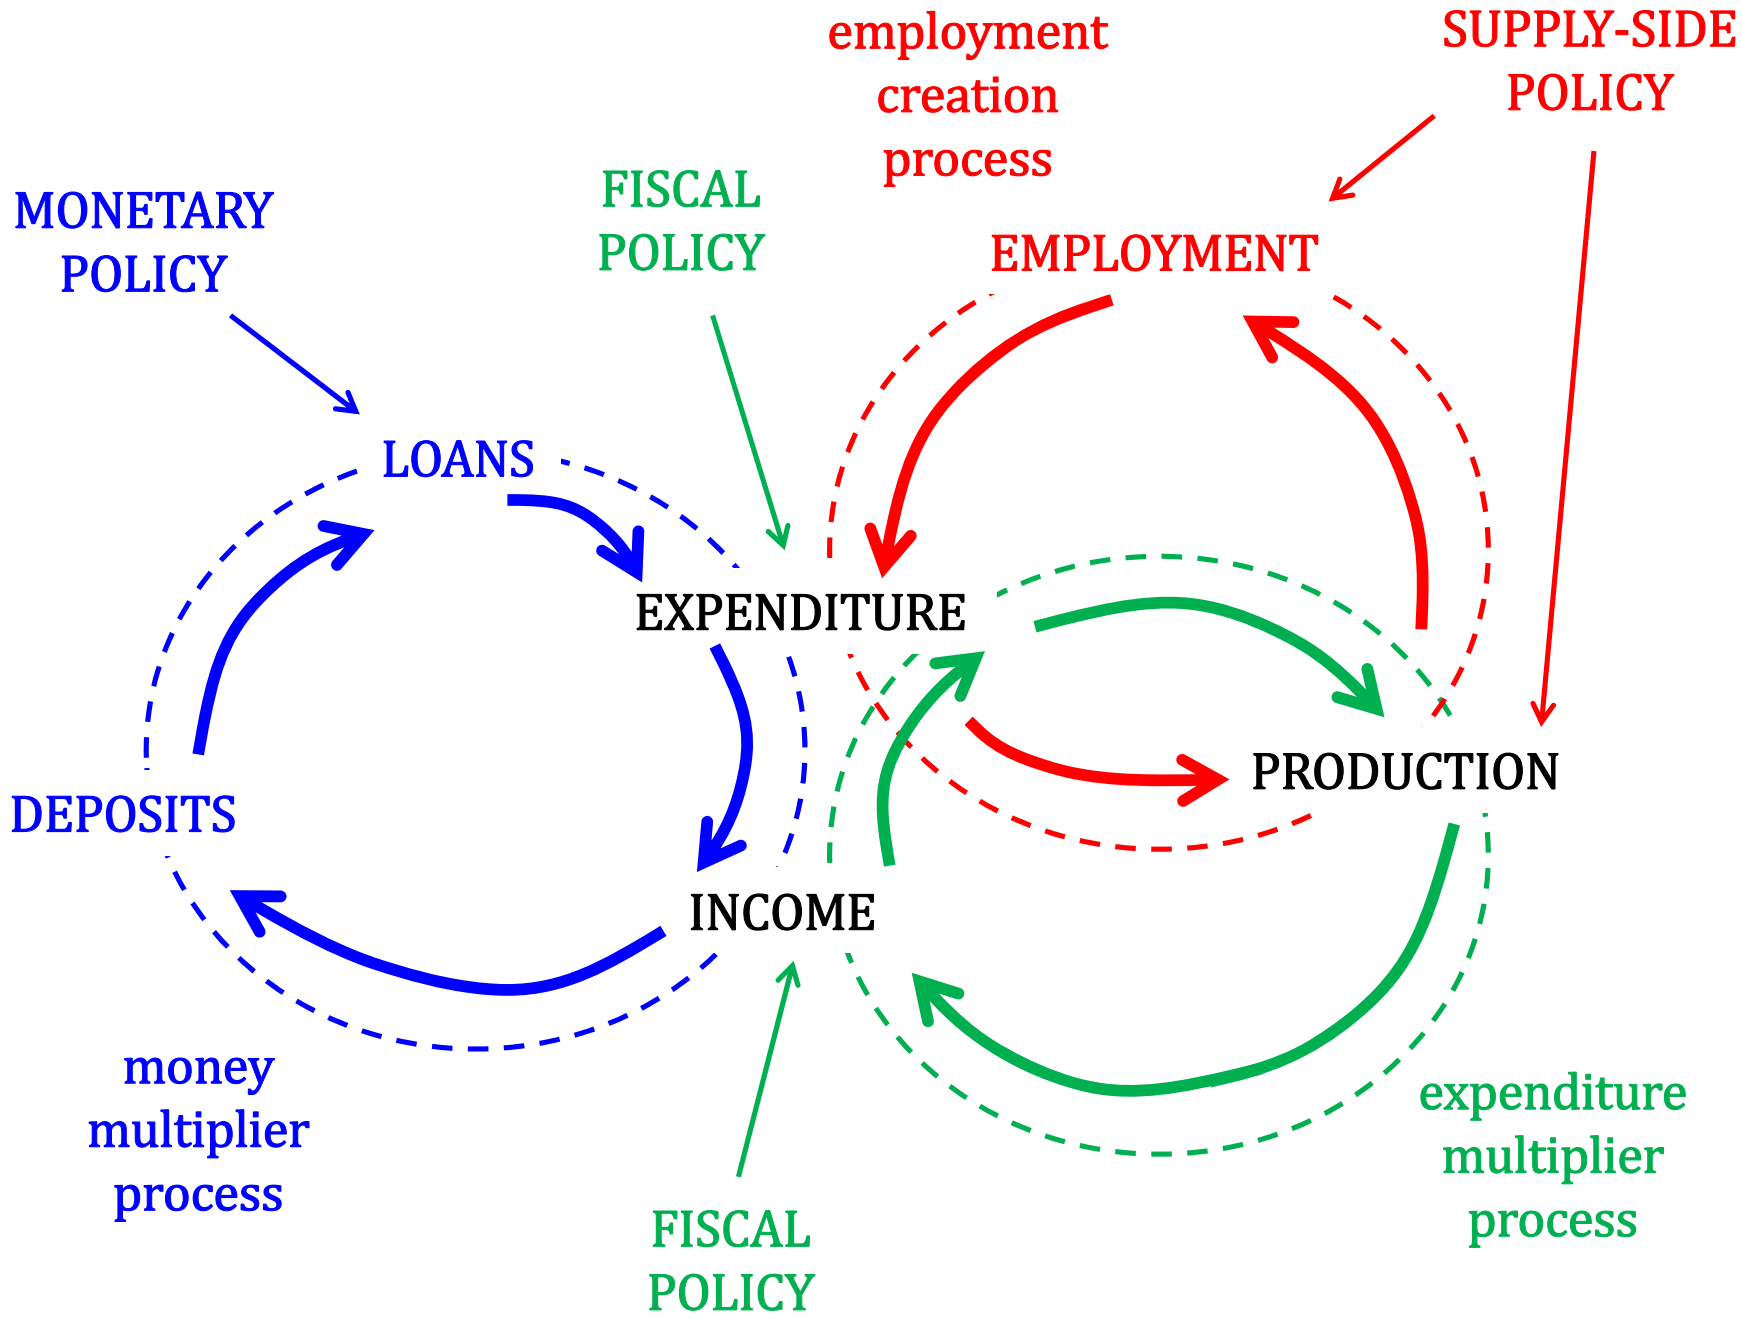 employment
creation
process
SUPPLY-SIDE
POLICY
FISCAL
POLICY
MONETARY
POLICY
EMPLOYMENT
LOANS
EXPENDITURE
PRODUCTION
DEPOSITS
INCOME
money
multiplier
process
expenditure
multiplier
process
FISCAL
POLICY